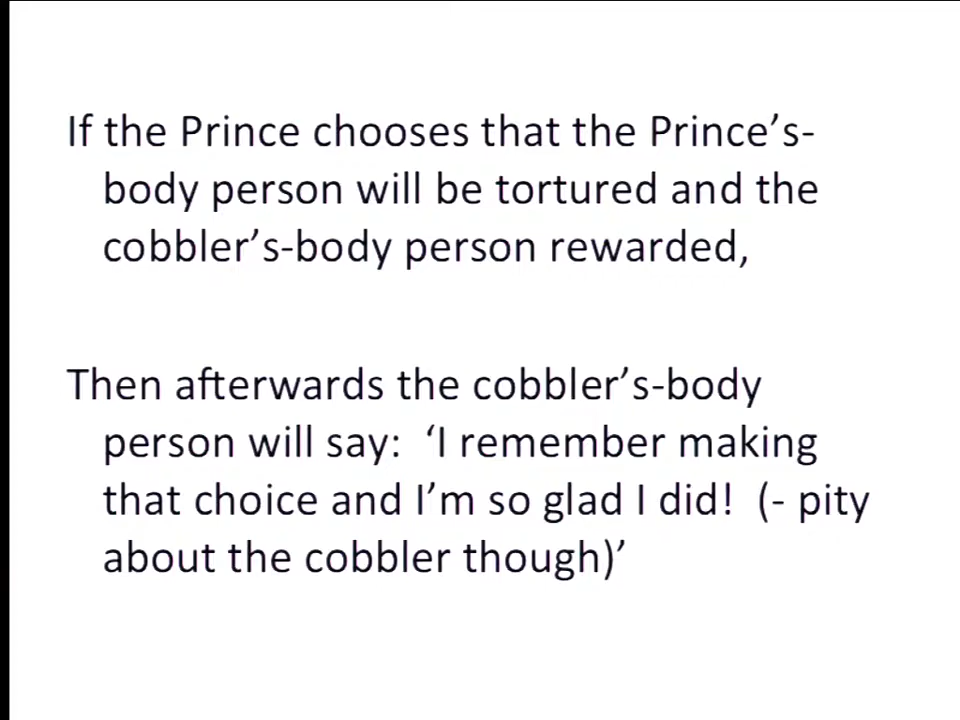 If the Prince chooses that the Prince’s-
body person will be tortured and the
cobbler’s-body person rewarded,
Then afterwards the cobbler’s-body
person will say:  ‘I remember making
that choice and I’m so glad I did!  (- pity
about the cobbler though)’